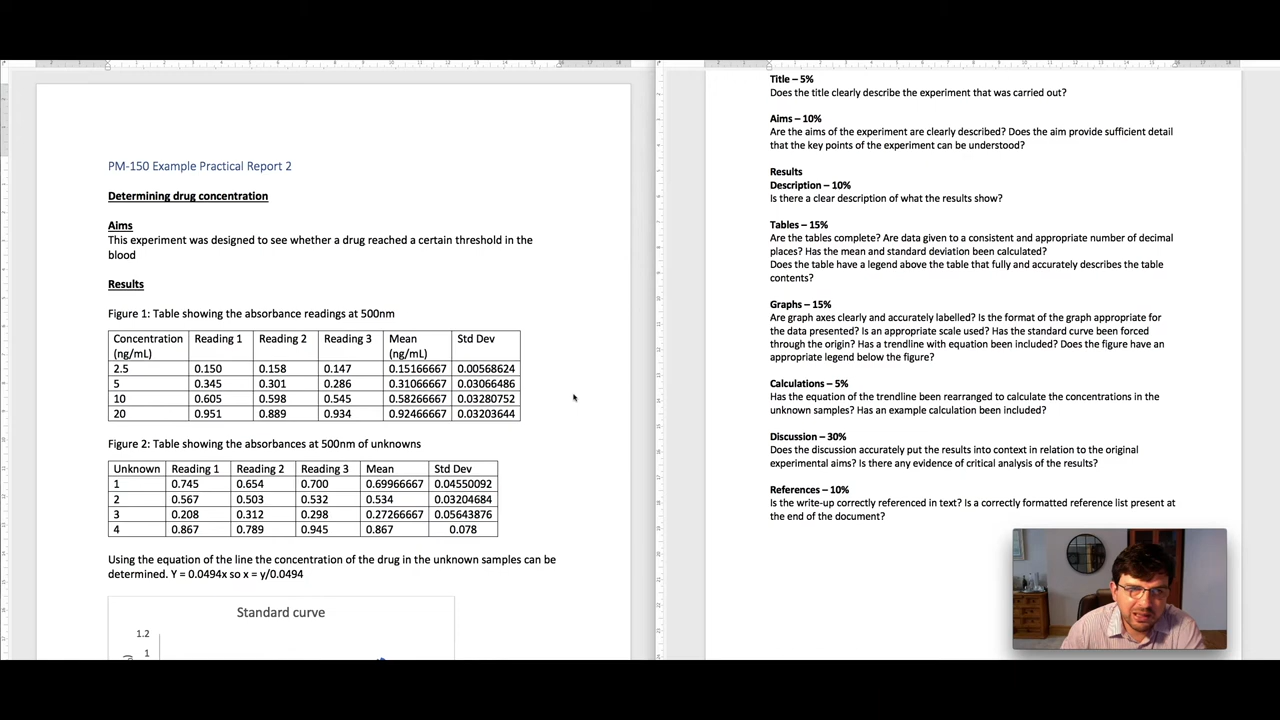 PM-150 Example Practical Report 2
Determining drug concentration
Aims
This experiment was designed to see whether a drug reached a certain threshold in the
blood
Results
Figure 1: Table showing the absorbance readings at 500nm
Concentration (ng/mL) Reading 1 Reading 2 Reading 3 Mean (ng/mL) Std Dev
2.5 0.150 0.158 0.147 0.15166667 0.00568624
5 0.345 0.301 0.286 0.31066667 0.03066486
10 0.605 0.598 0.545 0.58266667 0.03280752
20 0.951 0.889 0.934 0.92466667 0.03203644
Figure 2: Table showing the absorbances at 500nm of unknowns
Unknown Reading 1 Reading 2 Reading 3 Mean Std Dev
1 0.745 0.654 0.700 0.69966667 0.04550092
2 0.567 0.503 0.532 0.534 0.03204684
3 0.208 0.312 0.298 0.27266667 0.05643876
4 0.867 0.789 0.945 0.867 0.078
Using the equation of the line the concentration of the drug in the unknown samples can be
determined. Y = 0.0494x so x = y/0.0494
Standard curve
1.2
1
Title – 5%
Does the title clearly describe the experiment that was carried out?
Aims – 10%
Are the aims of the experiment are clearly described? Does the aim provide sufficient detail
that the key points of the experiment can be understood?
Results
Description – 10%
Is there a clear description of what the results show?
Tables – 15%
Are the tables complete? Are data given to a consistent and appropriate number of decimal
places? Has the mean and standard deviation been calculated?
Does the table have a legend above the table that fully and accurately describes the table
contents?
Graphs – 15%
Are graph axes clearly and accurately labelled? Is the format of the graph appropriate for
the data presented? Is an appropriate scale used? Has the standard curve been forced
through the origin? Has a trendline with equation been included? Does the figure have an
appropriate legend below the figure?
Calculations – 5%
Has the equation of the trendline been rearranged to calculate the concentrations in the
unknown samples? Has an example calculation been included?
Discussion – 30%
Does the discussion accurately put the results into context in relation to the original
experimental aims? Is there any evidence of critical analysis of the results?
References – 10%
Is the write-up correctly referenced in text? Is a correctly formatted reference list present at
the end of the document?